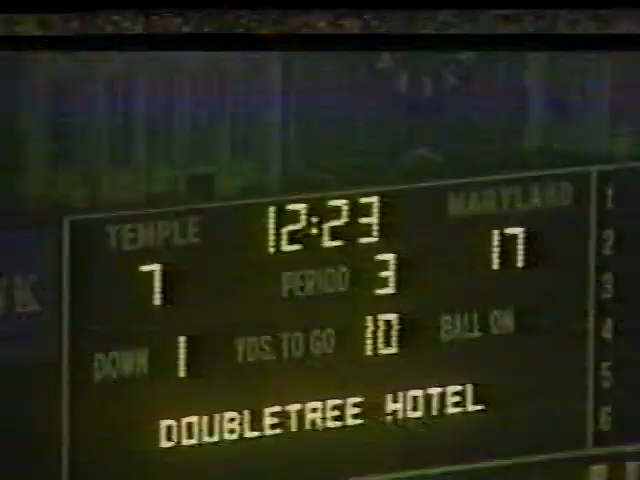 TEMPLE 12:23 MARYLAND
7 PERIOD 3 17
DOWN 1 YDS. TO GO 10 BALL ON
DOUBLETREE HOTEL
1
2
3
4
5
6